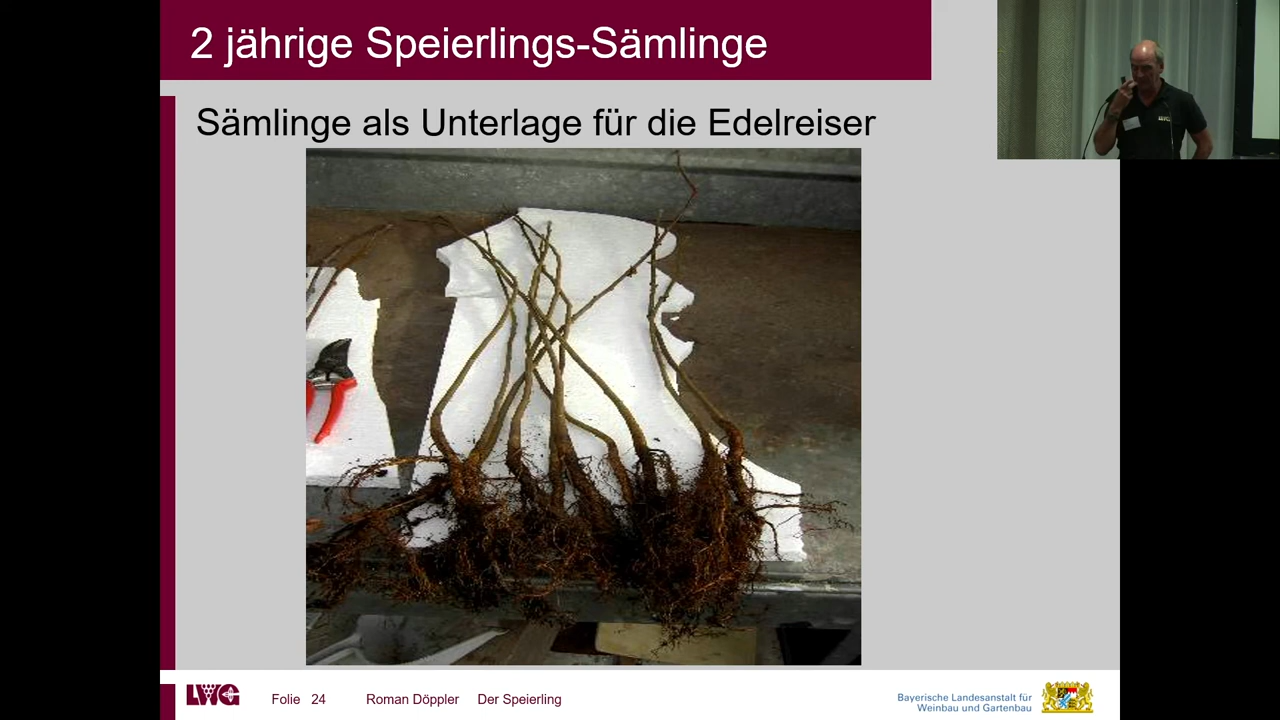 2 jährige Speierlings-Sämlinge
Sämlinge als Unterlage für die Edelreiser
LWG
Folie 24 Roman Döppler Der Speierling
Bayerische Landesanstalt für
Weinbau und Gartenbau